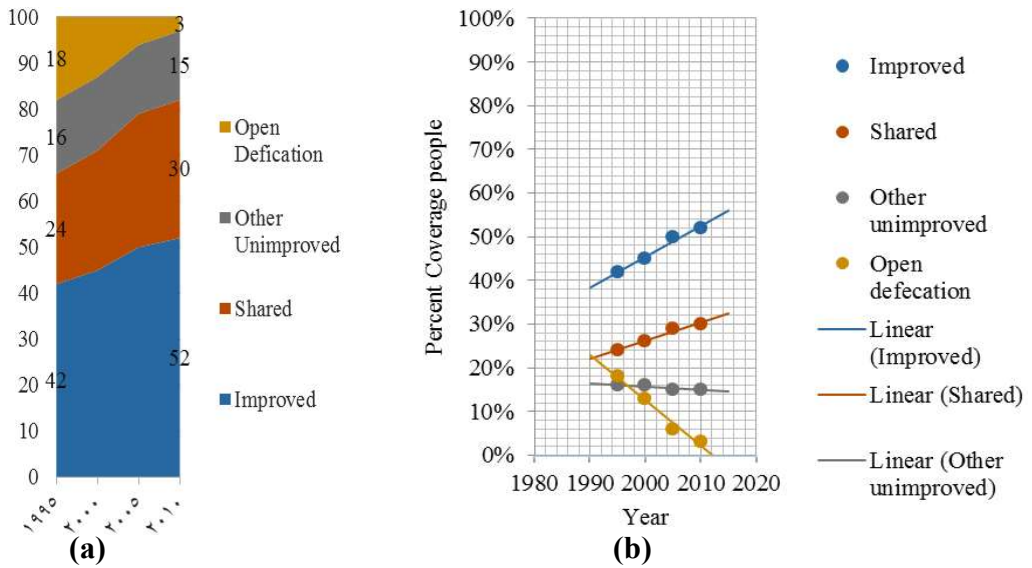 100
90
80
70
60
50
40
30
20
10
0
18
16
24
42
3
15
30
52
١٩٩٥
٢٠٠٠
٢٠٠٥
٢٠١٠
Open
Defication
Other
Unimproved
Shared
Improved
(a)
Percent Coverage people
100%
90%
80%
70%
60%
50%
40%
30%
20%
10%
0%
1980 1990 2000 2010 2020
Year
Improved
Shared
Other
unimproved
Open
defecation
Linear
(Improved)
Linear (Shared)
Linear (Other
unimproved)
(b)